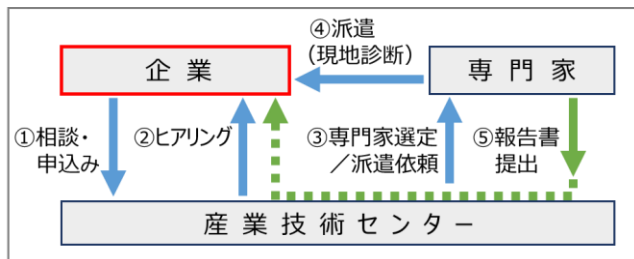 ④派遣
（現地診断）
企業
専門家
①相談・
申込み
②ヒアリング
③専門家選定
／派遣依頼
⑤報告書
提出
産業技術センター